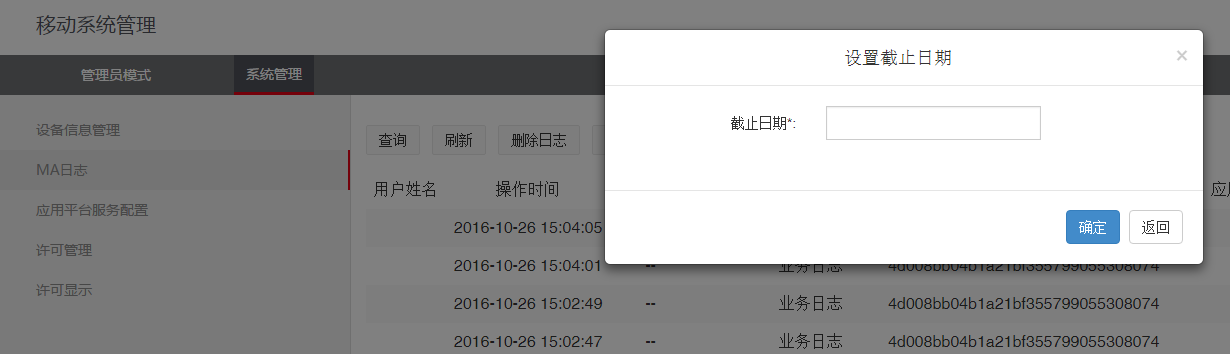 移动系统管理
管理员模式 系统管理
设备信息管理
MA日志
应用平台服务配置
许可管理
许可显示
查询 刷新 删除日志
用户姓名 操作时间
2016-10-26 15:04:05
2016-10-26 15:04:01 -- 业务日志 4d008bb04b1a21bf355799055308074
2016-10-26 15:02:49 -- 业务日志 4d008bb04b1a21bf355799055308074
2016-10-26 15:02:47 -- 业务日志 4d008bb04b1a21bf355799055308074
设置截止日期 ×
截止日期*:
确定 返回